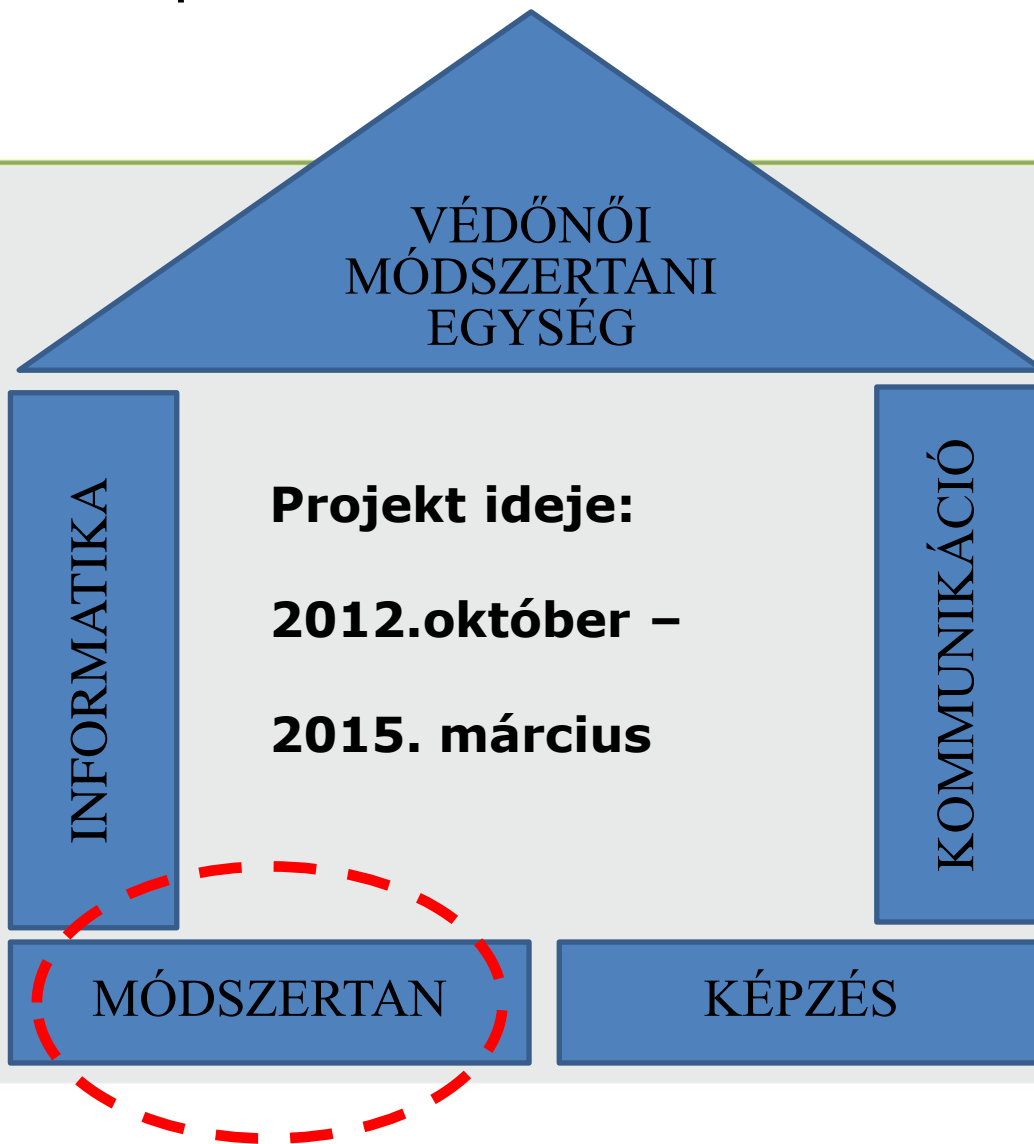 VÉDŐNŐI
MÓDSZERTANI
EGYSÉG
INFORMATIKA
Projekt ideje:
2012.október –
2015. március
KOMMUNIKÁCIÓ
MÓDSZERTAN
KÉPZÉS